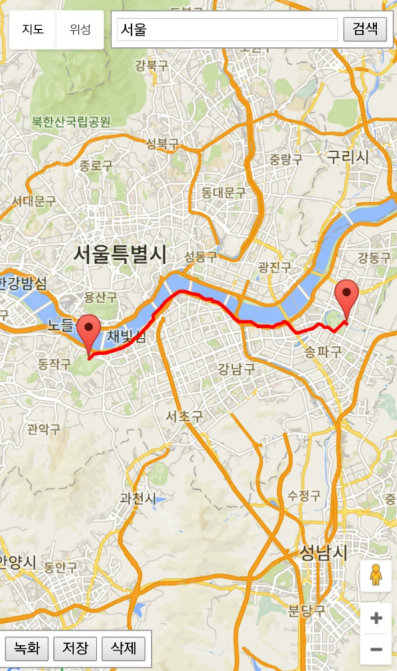 지도
위성
서울
검색
강북구
북한산국립공원
성북구
종로구
중랑구
구리시
서대문구
동대문구
서울특별시
성동구
광진구
강동구
한강밤섬
용산구
노들
채빛섬
동작구
송파구
강남구
서초구
관악구
과천시
수정구
안양시
동안구
성남시
분당구
+
−
녹화
저장
삭제